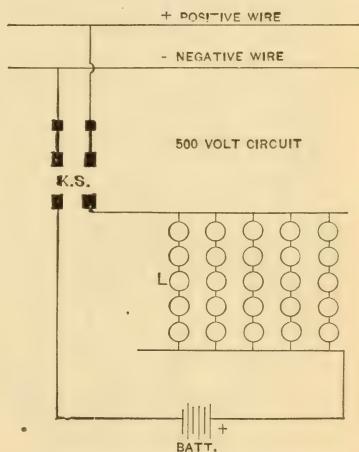 + POSITIVE WIRE
- NEGATIVE WIRE
500 VOLT CIRCUIT
K.S.
L
+
BATT.